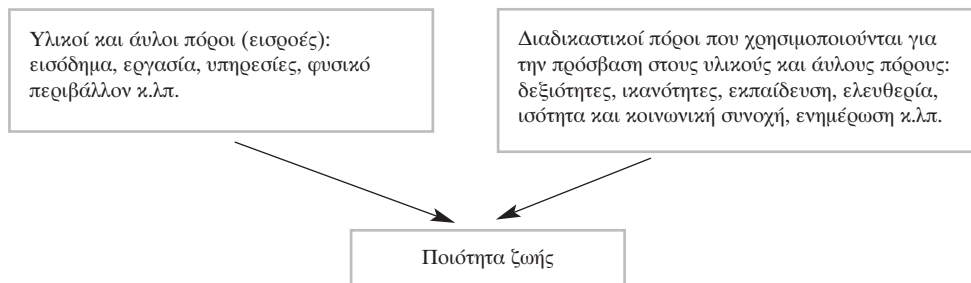 Υλικοί και άυλοι πόροι (εισροές):
εισόδημα, εργασία, υπηρεσίες, φυσικό
περιβάλλον κ.λπ.
Διαδικαστικοί πόροι που χρησιμοποιούνται για
την πρόσβαση στους υλικούς και άυλους πόρους:
δεξιότητες, ικανότητες, εκπαίδευση, ελευθερία,
ισότητα και κοινωνική συνοχή, ενημέρωση κ.λπ.
Ποιότητα ζωής